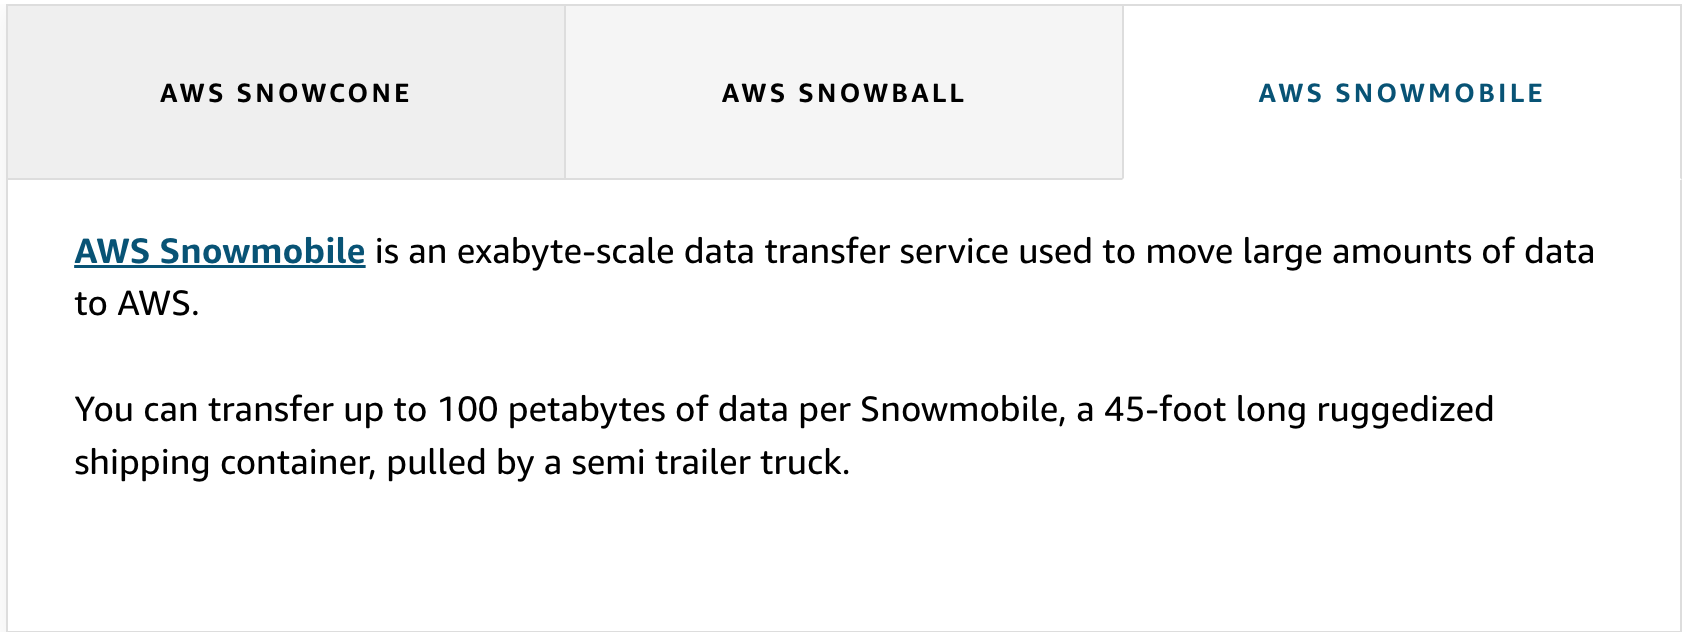 AWS SNOWCONE
AWS SNOWBALL
AWS SNOWMOBILE
AWS Snowmobile is an exabyte-scale data transfer service used to move large amounts of data
to AWS.
You can transfer up to 100 petabytes of data per Snowmobile, a 45-foot long ruggedized
shipping container, pulled by a semi trailer truck.